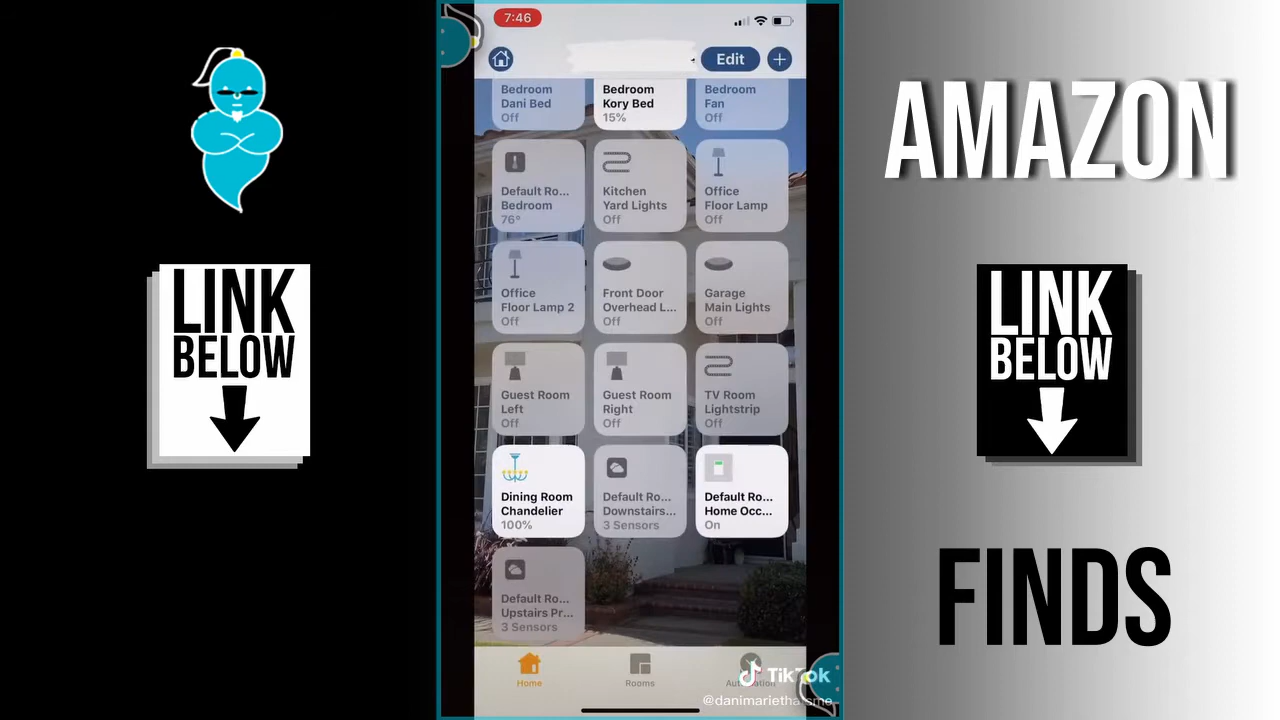 LINK
BELOW
7:46
Edit
Bedroom
Dani Bed
Off
Bedroom
Kory Bed
15%
Bedroom
Fan
Off
Default Ro...
Bedroom
76°
Kitchen
Yard Lights
Off
Office
Floor Lamp
Off
Office
Floor Lamp 2
Off
Front Door
Overhead L...
Off
Garage
Main Lights
Off
Guest Room
Left
Off
Guest Room
Right
Off
TV Room
Lightstrip
Off
Dining Room
Chandelier
100%
Default Ro...
Downstairs...
3 Sensors
Default Ro...
Home Occ...
On
Default Ro...
Upstairs Pr...
3 Sensors
Home
Rooms
Automation
TikTok
@danimariethatsme
AMAZON
LINK
BELOW
FINDS